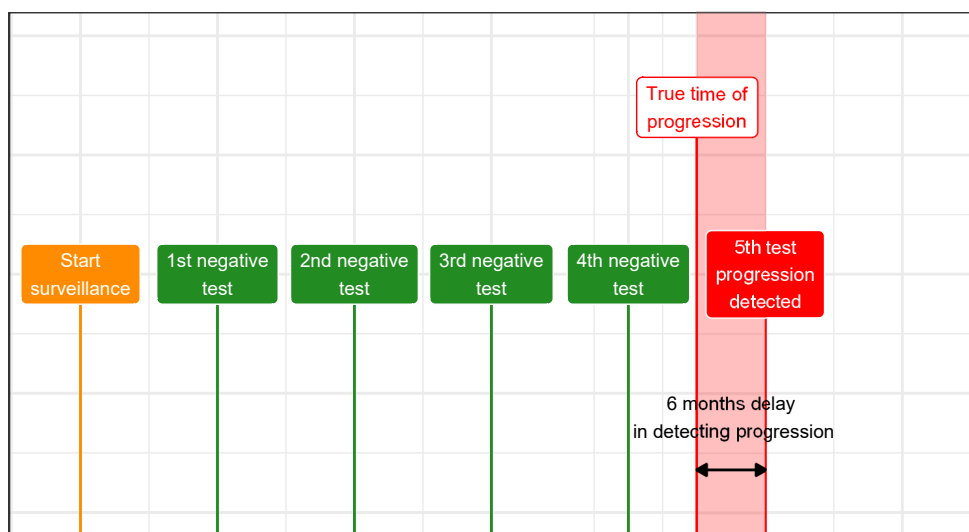 True time of
progression
Start
surveillance
1st negative
test
2nd negative
test
3rd negative
test
4th negative
test
5th test
progression
detected
6 months delay
in detecting progression